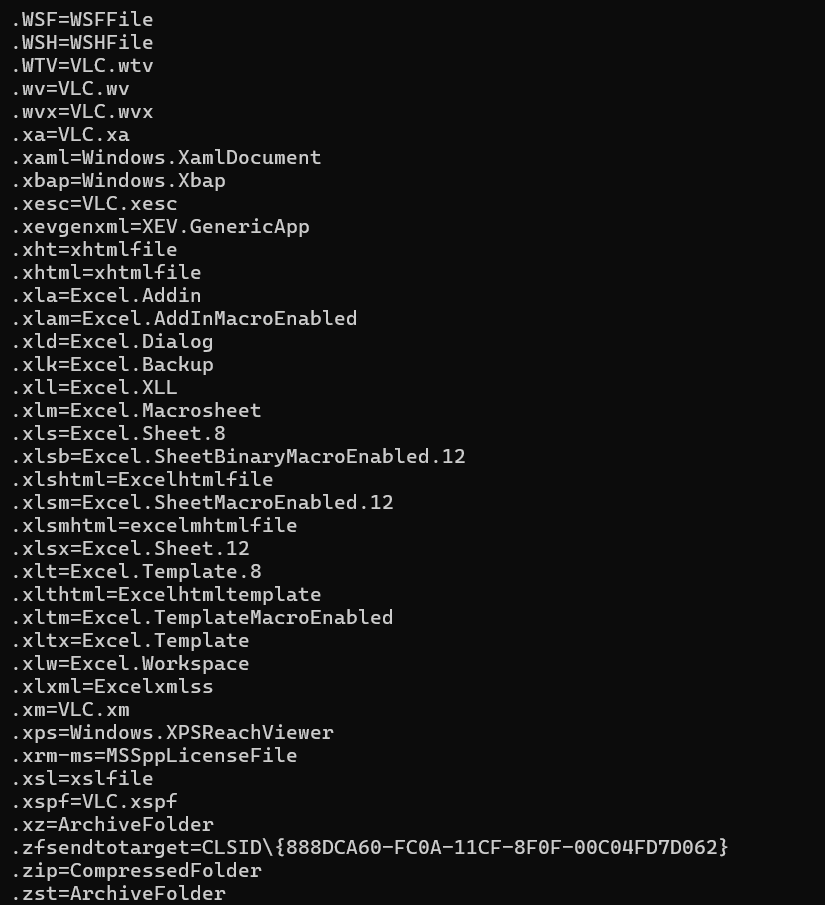 .WSF=WSFFile
.WSH=WSHFile
.WTV=VLC.wtv
.wv=VLC.wv
.wvx=VLC.wvx
.xa=VLC.xa
.xaml=Windows.XamlDocument
.xbap=Windows.Xbap
.xesc=VLC.xesc
.xevgenxml=XEV.GenericApp
.xht=xhtmlfile
.xhtml=xhtmlfile
.xla=Excel.Addin
.xlam=Excel.AddInMacroEnabled
.xld=Excel.Dialog
.xlk=Excel.Backup
.xll=Excel.XLL
.xlm=Excel.Macrosheet
.xls=Excel.Sheet.8
.xlsb=Excel.SheetBinaryMacroEnabled.12
.xlshtml=Excelhtmlfile
.xlsm=Excel.SheetMacroEnabled.12
.xlsmhtml=excelmhtmlfile
.xlsx=Excel.Sheet.12
.xlt=Excel.Template.8
.xlthtml=Excelhtmltemplate
.xltm=Excel.TemplateMacroEnabled
.xltx=Excel.Template
.xlw=Excel.Workspace
.xlxml=Excelxmlss
.xm=VLC.xm
.xps=Windows.XPSReachViewer
.xrm-ms=MSSppLicenseFile
.xsl=xslfile
.xspf=VLC.xspf
.xz=ArchiveFolder
.zfsendtotarget=CLSID\{888DCA60-FC0A-11CF-8F0F-00C04FD7D062}
.zip=CompressedFolder
.zst=ArchiveFolder